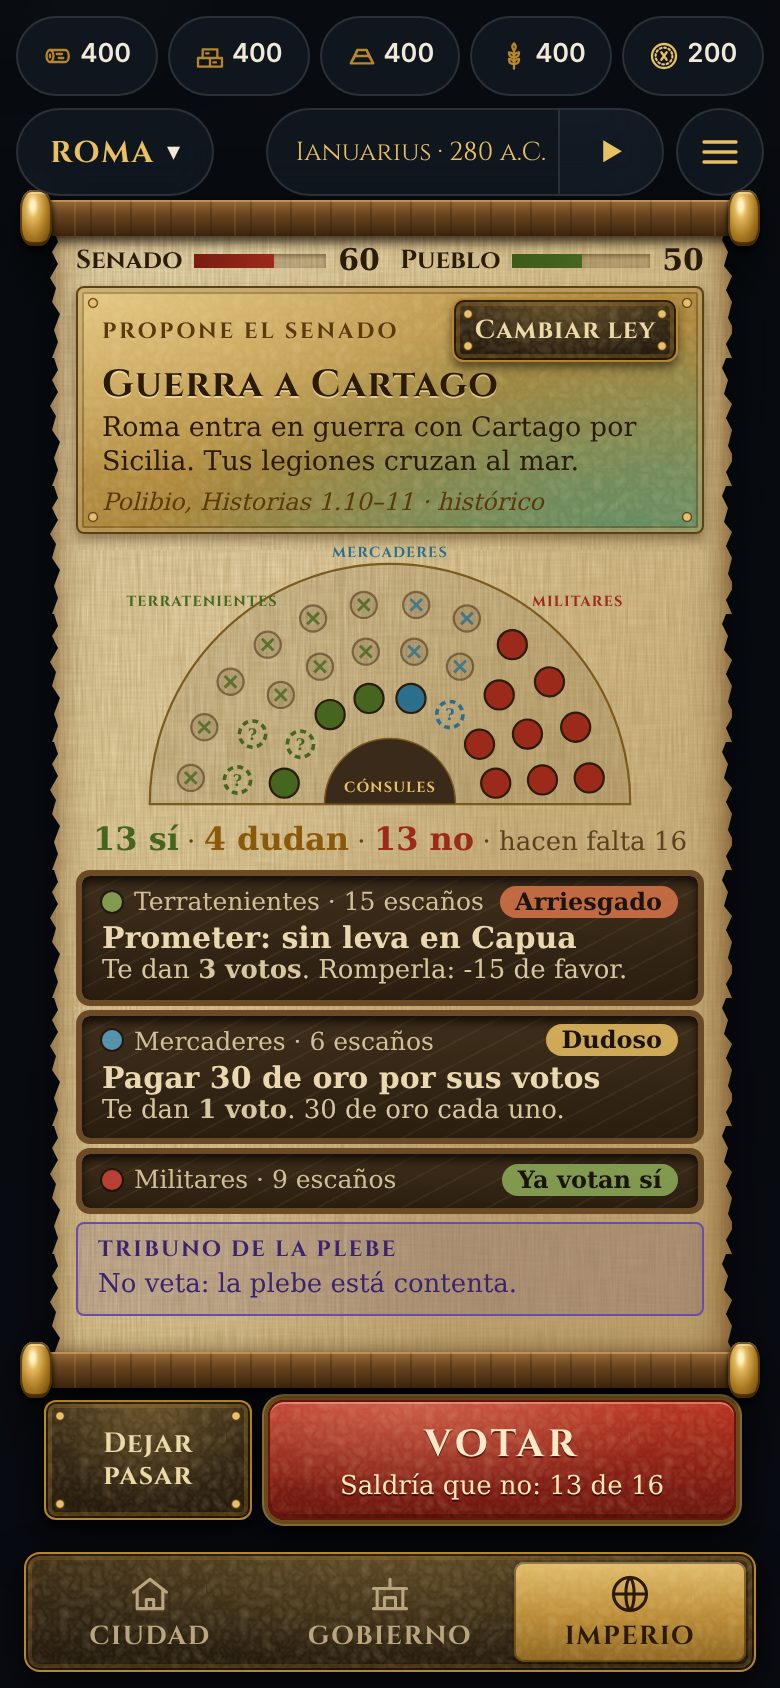 400 400 400 400 200
ROMA ▼
IANUARIUS · 280 A.C.
SENADO 60 PUEBLO 50
PROPONE EL SENADO
CAMBIAR LEY
GUERRA A CARTAGO
Roma entra en guerra con Cartago por
Sicilia. Tus legiones cruzan al mar.
Polibio, Historias 1.10–11 · histórico
MERCADERES
TERRATENIENTES
MILITARES
?
? ?
?
CÓNSULES
13 sí · 4 dudan · 13 no · hacen falta 16
Terratenientes · 15 escaños Arriesgado
Prometer: sin leva en Capua
Te dan 3 votos. Romperla: -15 de favor.
Mercaderes · 6 escaños Dudoso
Pagar 30 de oro por sus votos
Te dan 1 voto. 30 de oro cada uno.
Militares · 9 escaños Ya votan sí
TRIBUNO DE LA PLEBE
No veta: la plebe está contenta.
DEJAR
PASAR
VOTAR
Saldría que no: 13 de 16
CIUDAD GOBIERNO IMPERIO